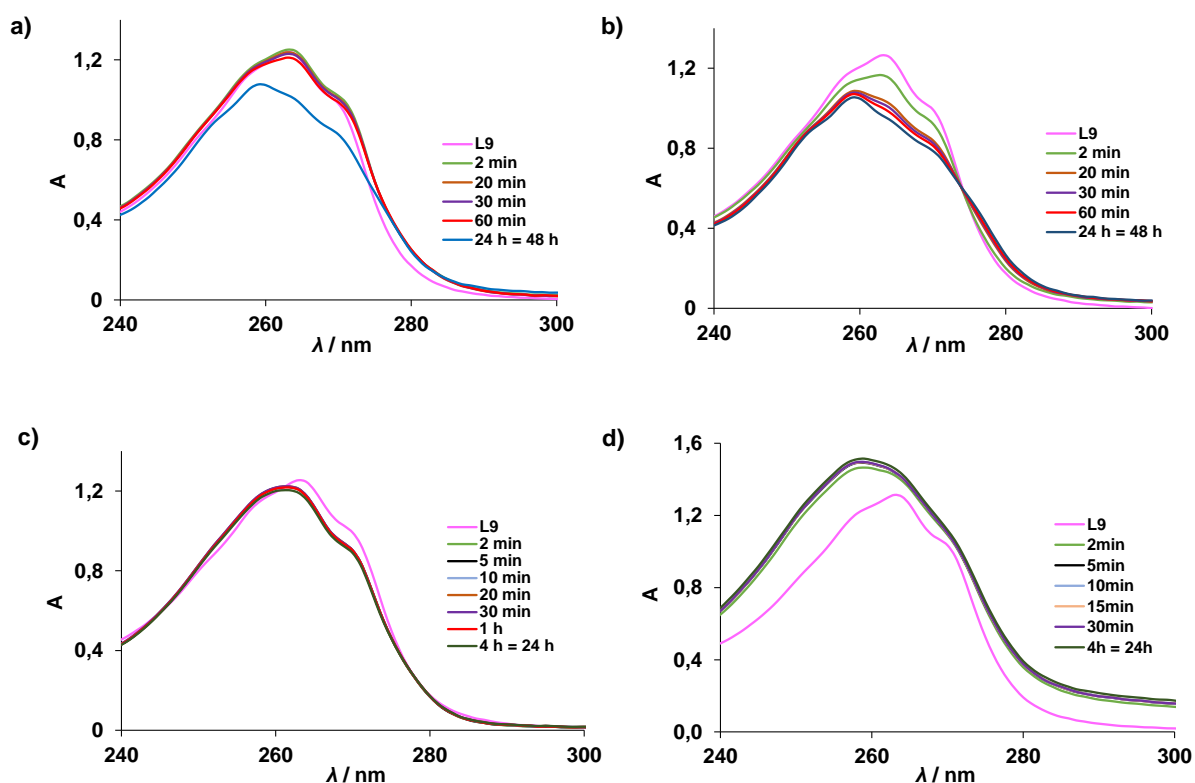 a)
A
1,2
0,8
0,4
0
240
260
280
300
λ / nm
L9
2 min
20 min
30 min
60 min
24 h = 48 h
b)
A
1,2
0,8
0,4
0
240
260
280
300
λ / nm
L9
2 min
20 min
30 min
60 min
24 h = 48 h
c)
A
1,2
0,8
0,4
0
240
260
280
300
λ / nm
L9
2 min
5 min
10 min
20 min
30 min
1 h
4 h = 24 h
d)
A
1,6
1,2
0,8
0,4
0,0
240
260
280
300
λ / nm
L9
2min
5min
10min
15min
30min
4h = 24h